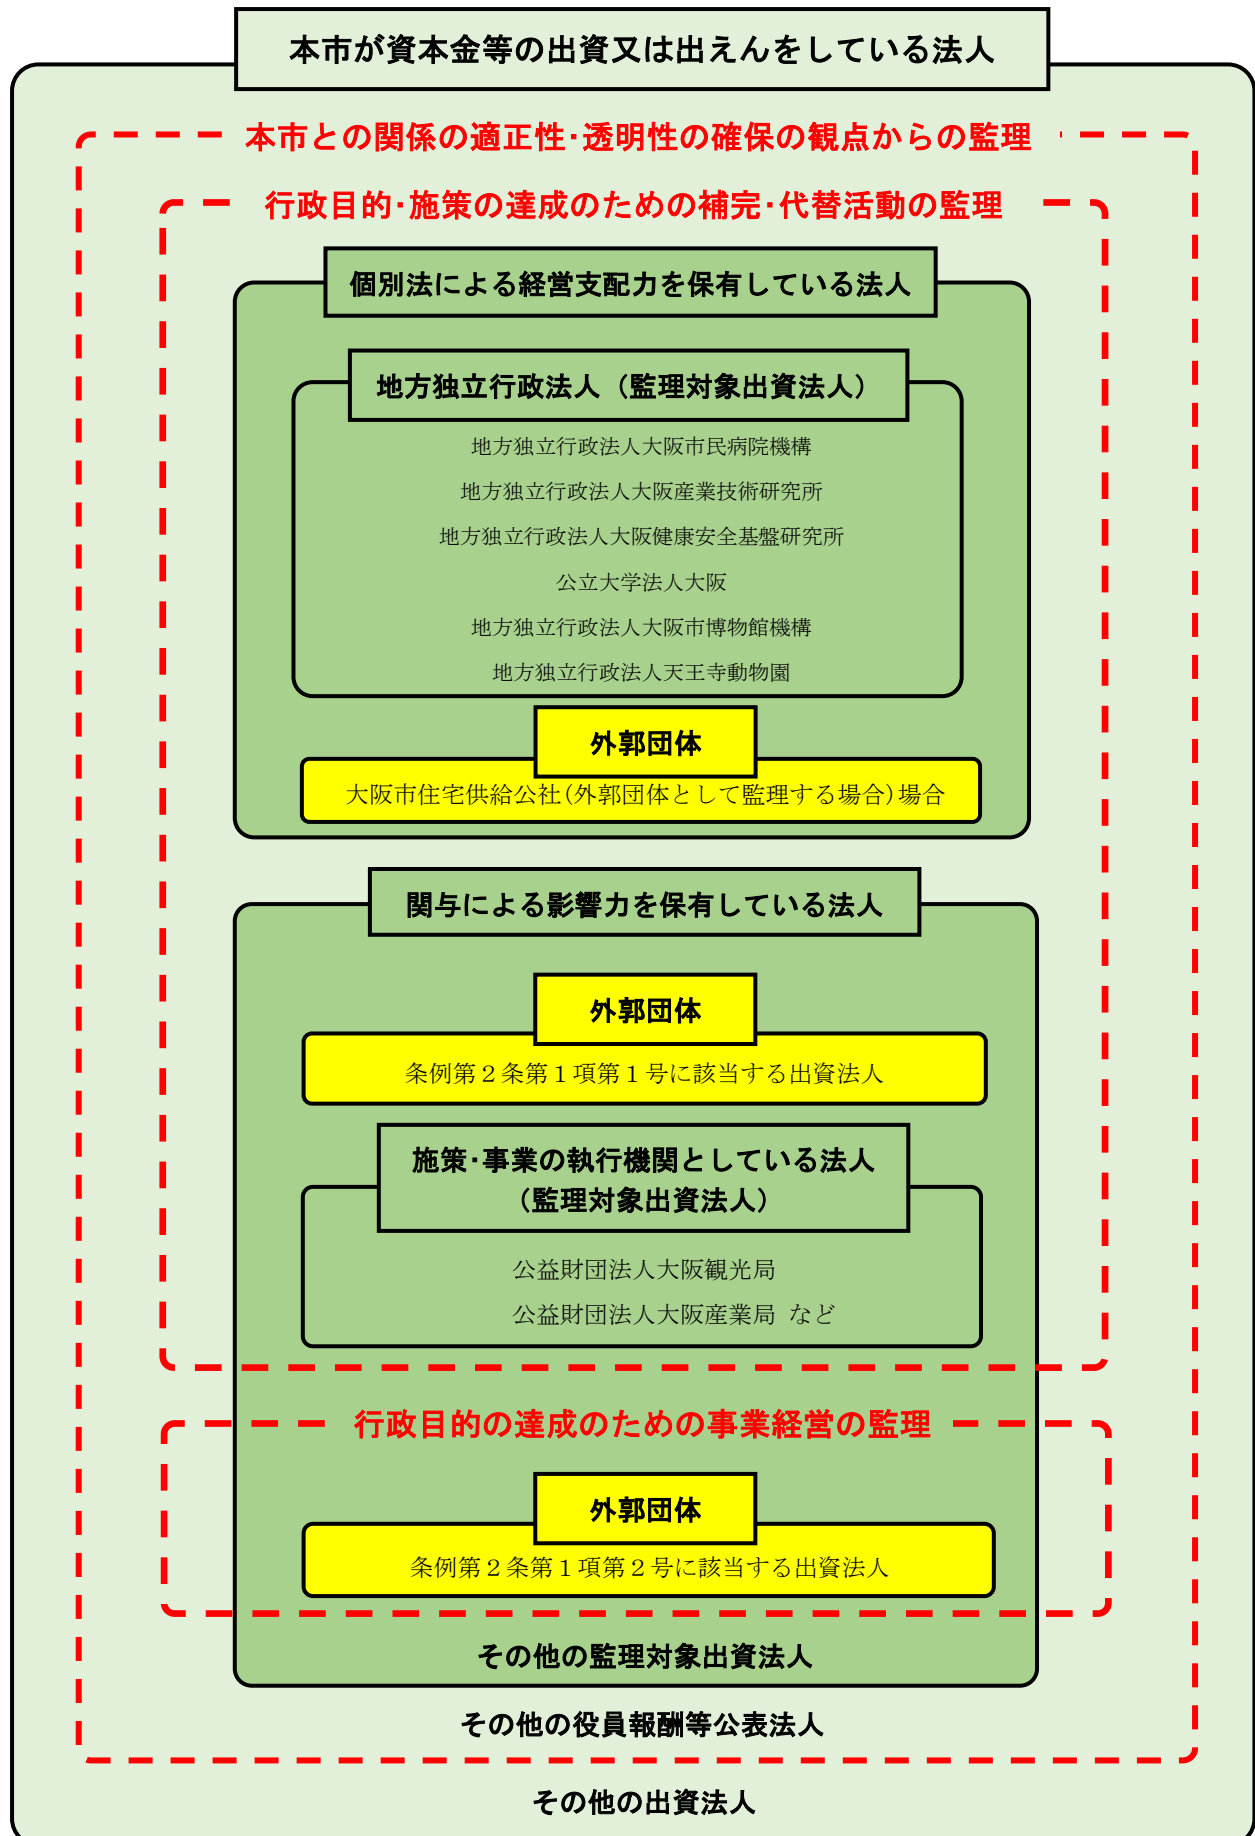 本市が資本金等の出資又は出えんをしている法人
本市との関係の適正性・透明性の確保の観点からの監理
行政目的・施策の達成のための補完・代替活動の監理
個別法による経営支配力を保有している法人
地方独立行政法人（監理対象出資法人）
地方独立行政法人大阪市民病院機構
地方独立行政法人大阪産業技術研究所
地方独立行政法人大阪健康安全基盤研究所
公立大学法人大阪
地方独立行政法人大阪市博物館機構
地方独立行政法人天王寺動物園
外郭団体
大阪市住宅供給公社(外郭団体として監理する場合)場合
関与による影響力を保有している法人
外郭団体
条例第２条第１項第１号に該当する出資法人
施策・事業の執行機関としている法人
（監理対象出資法人）
公益財団法人大阪観光局
公益財団法人大阪産業局 など
行政目的の達成のための事業経営の監理
外郭団体
条例第２条第１項第２号に該当する出資法人
その他の監理対象出資法人
その他の役員報酬等公表法人
その他の出資法人